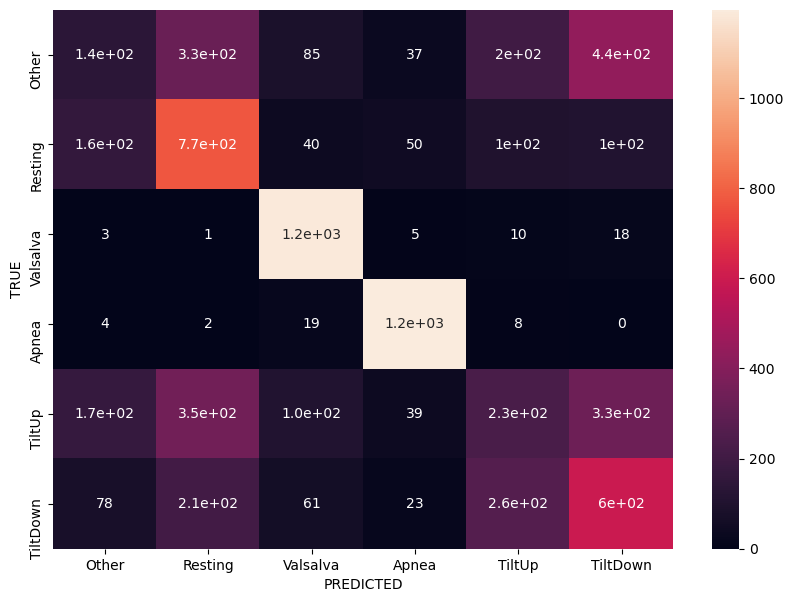 Other 1.4e+02 3.3e+02 85 37 2e+02 4.4e+02
Resting 1.6e+02 7.7e+02 40 50 1e+02 1e+02
Valsalva 3 1 1.2e+03 5 10 18
Apnea 4 2 19 1.2e+03 8 0
TiltUp 1.7e+02 3.5e+02 1.0e+02 39 2.3e+02 3.3e+02
TiltDown 78 2.1e+02 61 23 2.6e+02 6e+02
Other Resting Valsalva Apnea TiltUp TiltDown
PREDICTED
TRUE
1000
800
600
400
200
0